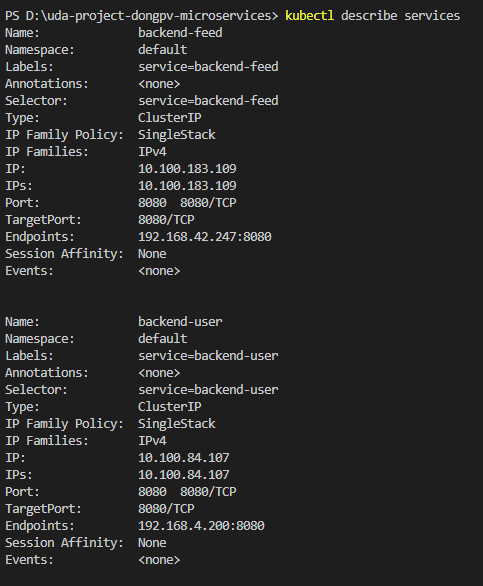 PS D:\uda-project-dongpv-microservices> kubectl describe services
Name:              backend-feed
Namespace:         default
Labels:            service=backend-feed
Annotations:       <none>
Selector:          service=backend-feed
Type:              ClusterIP
IP Family Policy:  SingleStack
IP Families:       IPv4
IP:                10.100.183.109
IPs:               10.100.183.109
Port:              8080  8080/TCP
TargetPort:        8080/TCP
Endpoints:         192.168.42.247:8080
Session Affinity:  None
Events:            <none>
Name:              backend-user
Namespace:         default
Labels:            service=backend-user
Annotations:       <none>
Selector:          service=backend-user
Type:              ClusterIP
IP Family Policy:  SingleStack
IP Families:       IPv4
IP:                10.100.84.107
IPs:               10.100.84.107
Port:              8080  8080/TCP
TargetPort:        8080/TCP
Endpoints:         192.168.4.200:8080
Session Affinity:  None
Events:            <none>